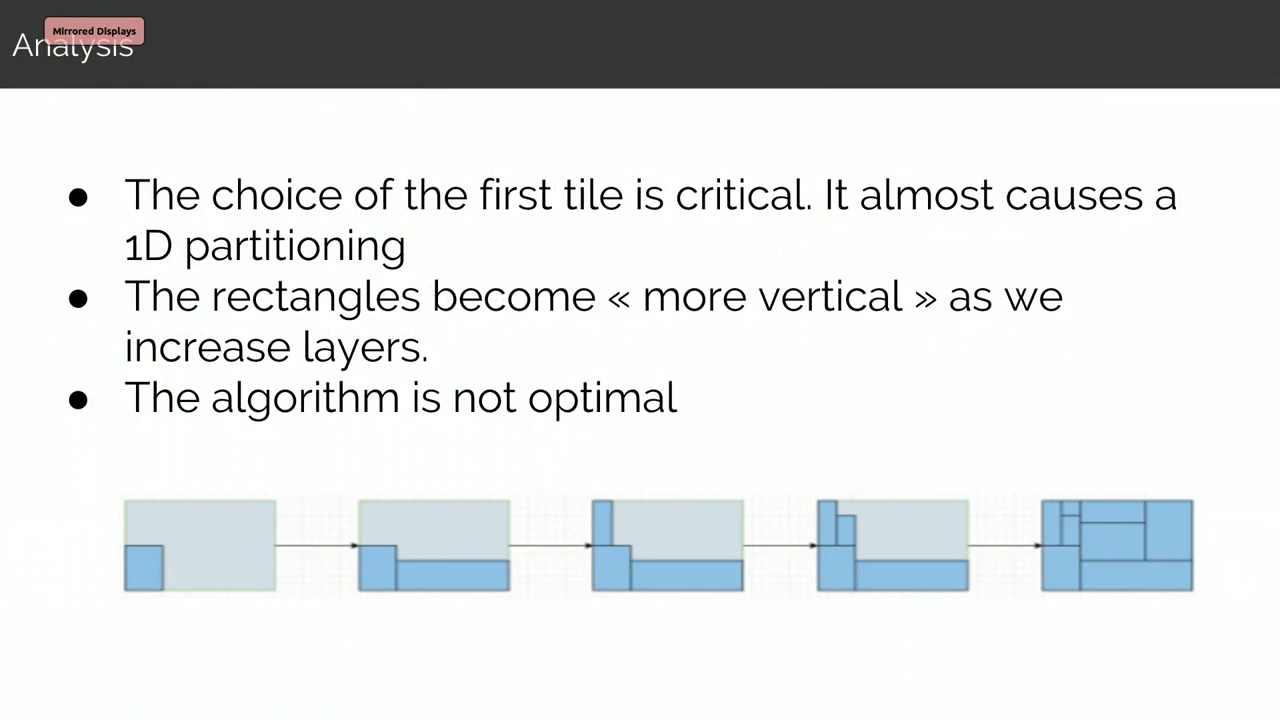 Mirrored Displays
Analysis
● The choice of the first tile is critical. It almost causes a
1D partitioning
● The rectangles become « more vertical » as we
increase layers.
● The algorithm is not optimal